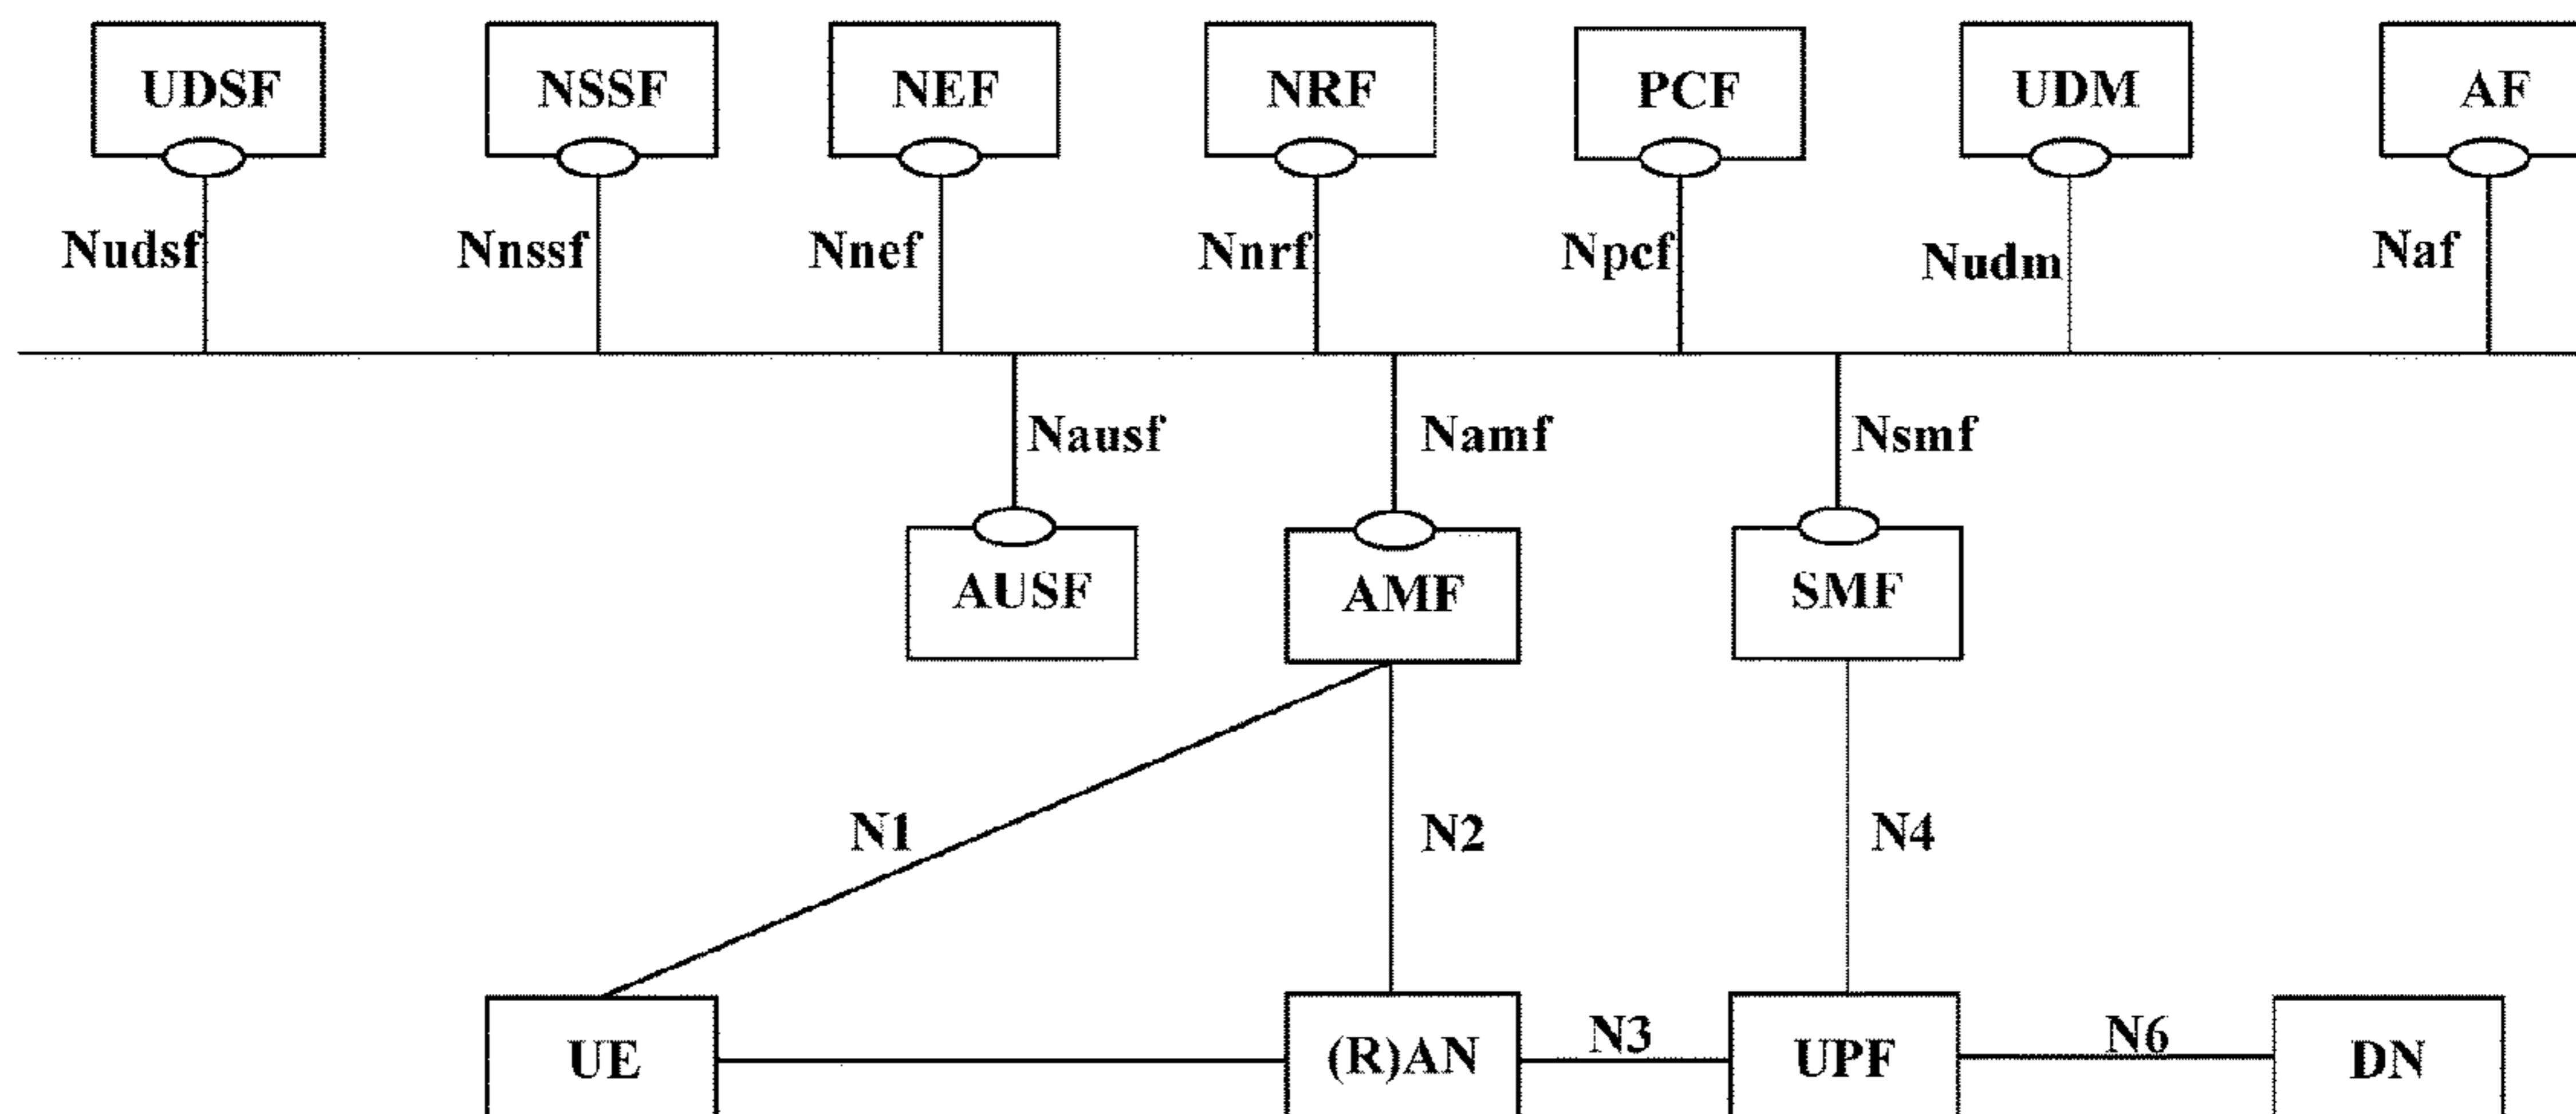 UDSF NSSF NEF NRF PCF UDM AF
Nudsf Nnssf Nnef Nnrf Npcf Nudm Naf
Nausf Namf Nsmf
AUSF AMF SMF
N1 N2 N4
N3 N6
UE (R)AN UPF DN